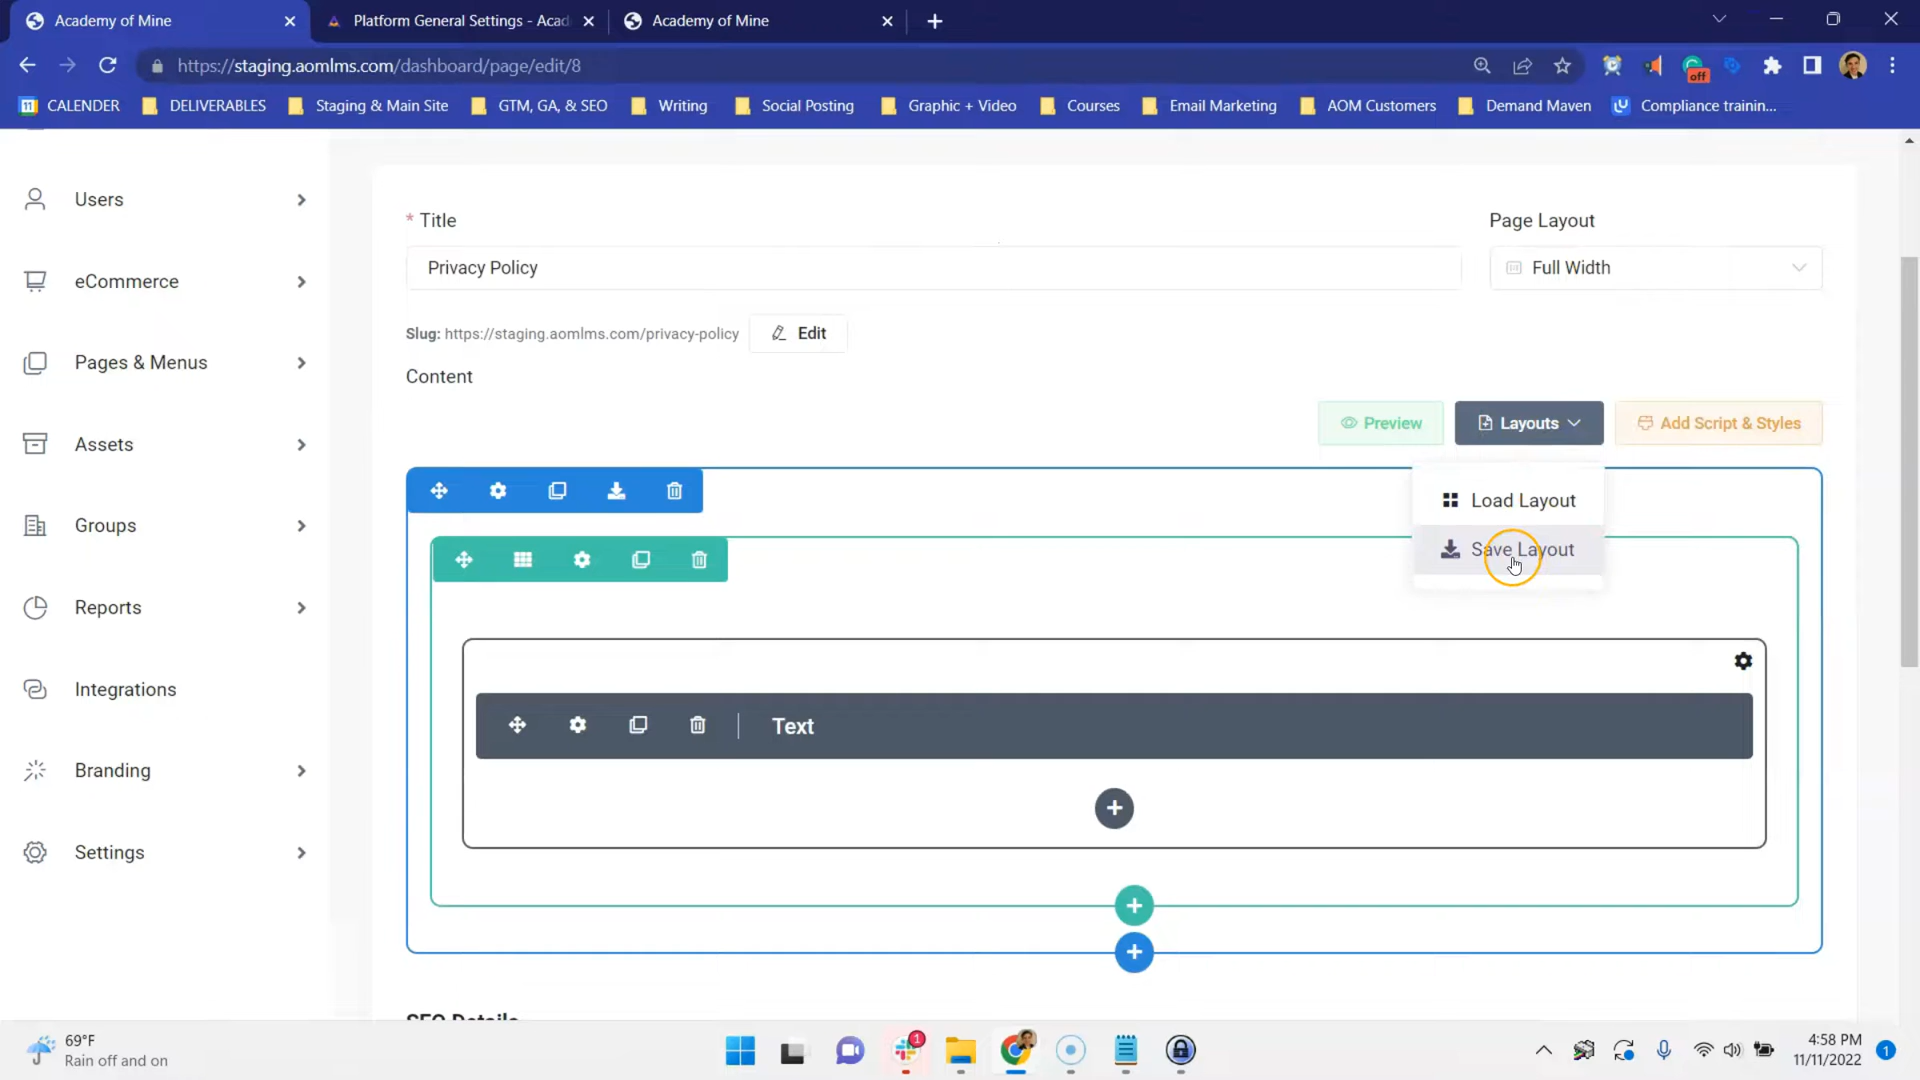 Academy of Mine
Platform General Settings - Acad
Academy of Mine
https://staging.aomlms.com/dashboard/page/edit/8
off
11 CALENDER
DELIVERABLES
Staging & Main Site
GTM, GA, & SEO
Writing
Social Posting
Graphic + Video
Courses
Email Marketing
AOM Customers
Demand Maven
Compliance trainin...
Users
eCommerce
Pages & Menus
Assets
Groups
Reports
Integrations
Branding
Settings
* Title
Page Layout
Privacy Policy
Full Width
Slug: https://staging.aomlms.com/privacy-policy
Edit
Content
Preview
Layouts
Add Script & Styles
Load Layout
Save Layout
Text
69°F
Rain off and on
1
4:58 PM
11/11/2022
1